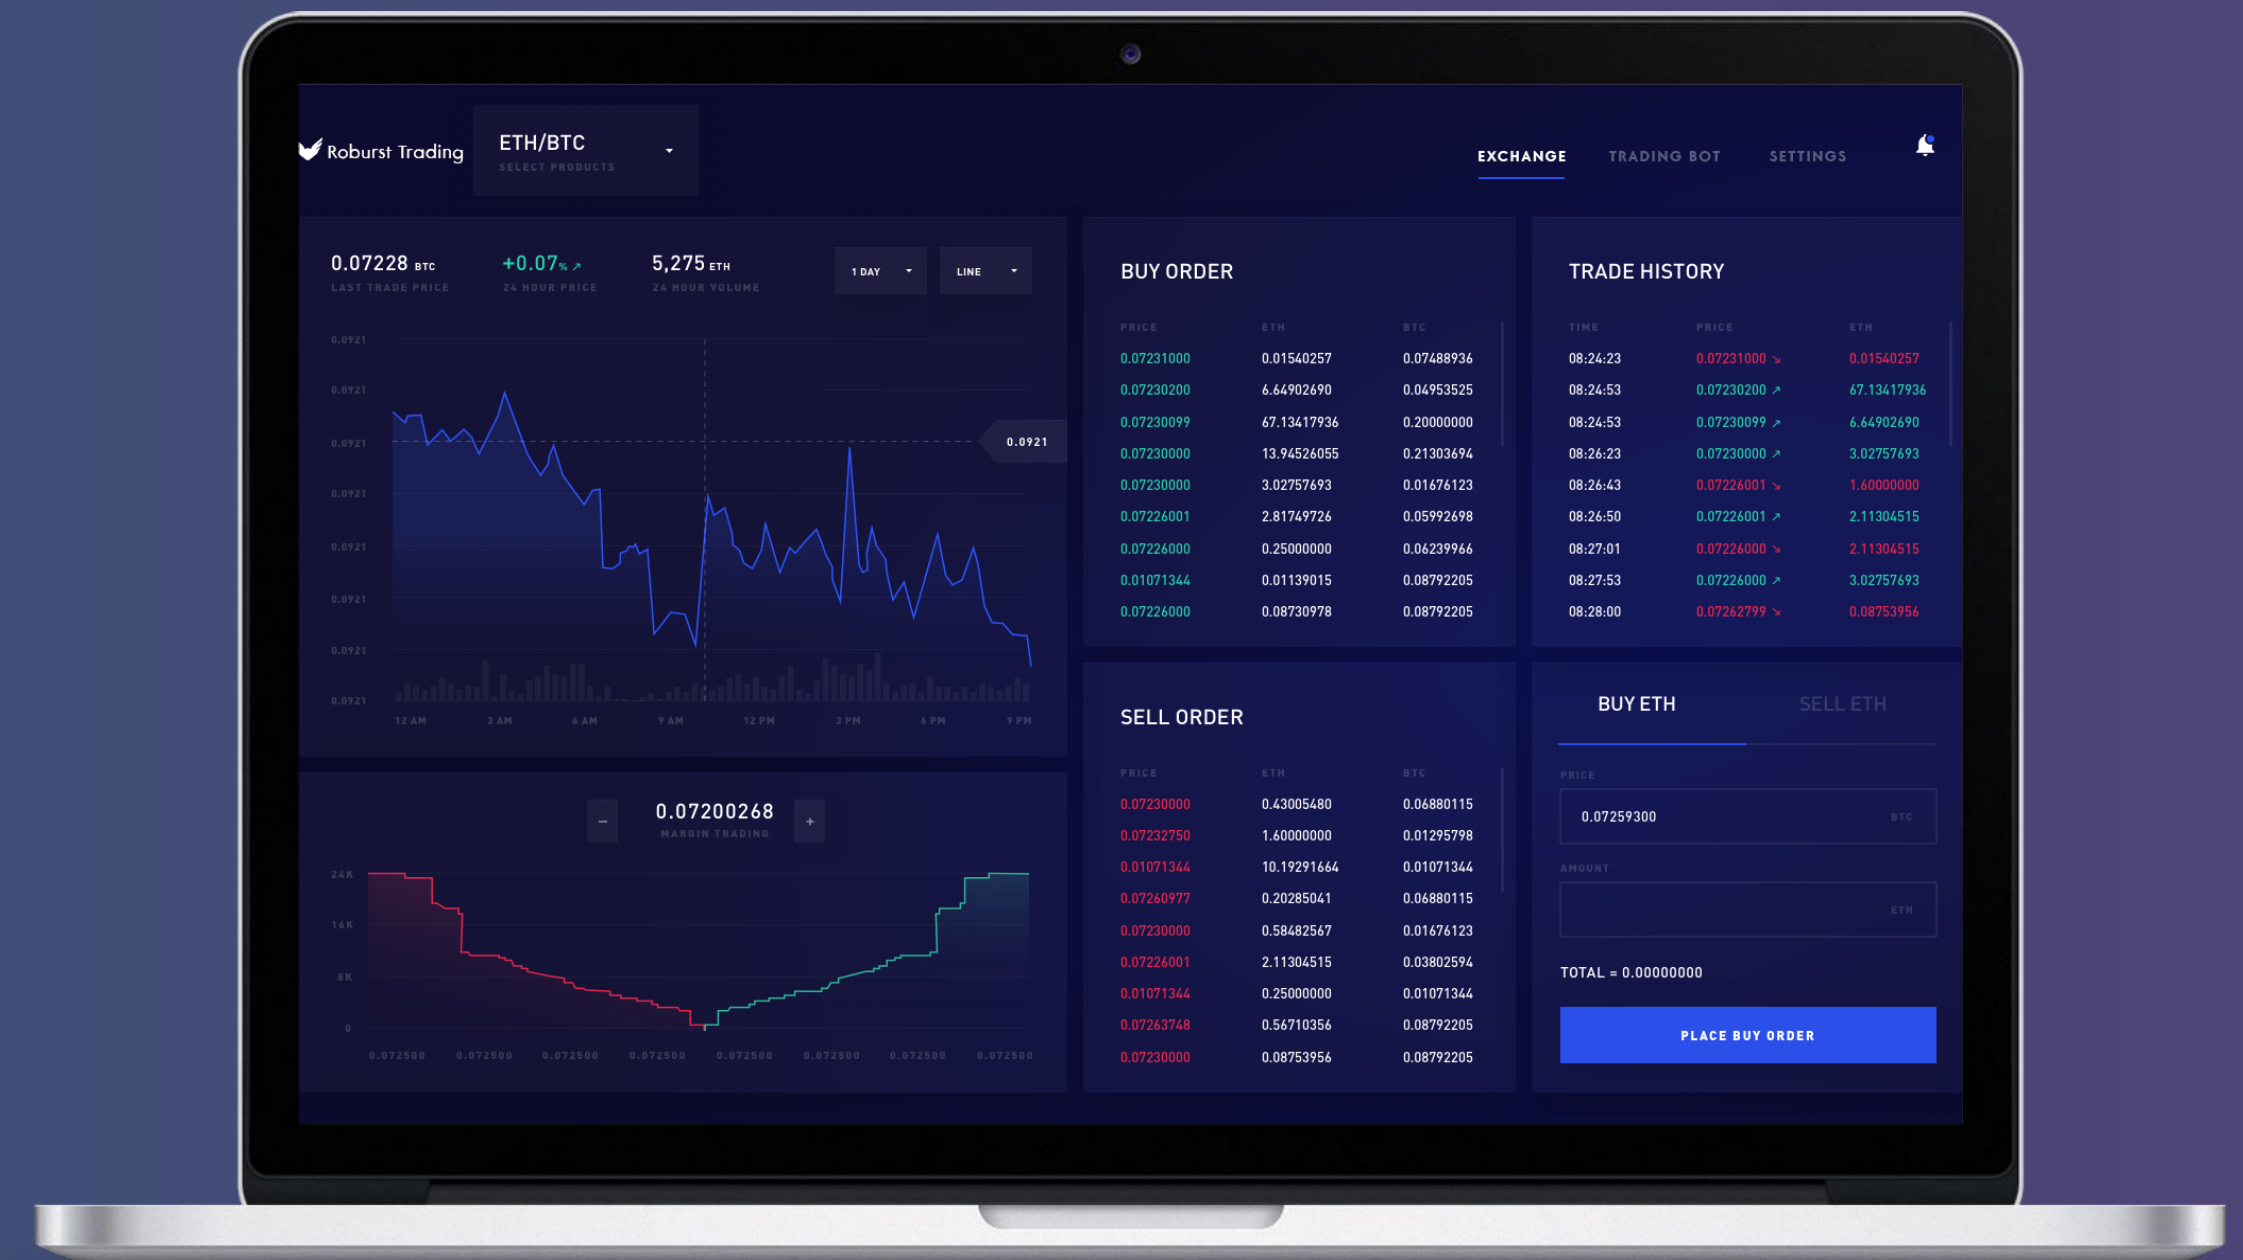 Roburst Trading
ETH/BTC
SELECT PRODUCTS
EXCHANGE TRADING BOT SETTINGS
0.07228 BTC +0.07% ↗ 5,275 ETH
LAST TRADE PRICE 24 HOUR PRICE 24 HOUR VOLUME
1 DAY LINE
0.0921
0.0921
0.0921
0.0921
0.0921
0.0921
0.0921
0.0921
0.0921
12 AM 3 AM 6 AM 9 AM 12 PM 3 PM 6 PM 9 PM
− 0.07200268 +
MARGIN TRADING
24K
16K
8K
0
0.072500 0.072500 0.072500 0.072500 0.072500 0.072500 0.072500 0.072500
BUY ORDER
PRICE ETH BTC
0.07231000 0.01540257 0.07488936
0.07230200 6.64902690 0.04953525
0.07230099 67.13417936 0.20000000
0.07230000 13.94526055 0.21303694
0.07230000 3.02757693 0.01676123
0.07226001 2.81749726 0.05992698
0.07226000 0.25000000 0.06239966
0.01071344 0.01139015 0.08792205
0.07226000 0.08730978 0.08792205
TRADE HISTORY
TIME PRICE ETH
08:24:23 0.07231000 ↘ 0.01540257
08:24:53 0.07230200 ↗ 67.13417936
08:24:53 0.07230099 ↗ 6.64902690
08:26:23 0.07230000 ↗ 3.02757693
08:26:43 0.07226001 ↘ 1.60000000
08:26:50 0.07226001 ↗ 2.11304515
08:27:01 0.07226000 ↘ 2.11304515
08:27:53 0.07226000 ↗ 3.02757693
08:28:00 0.07262799 ↘ 0.08753956
SELL ORDER
PRICE ETH BTC
0.07230000 0.43005480 0.06880115
0.07232750 1.60000000 0.01295798
0.01071344 10.19291664 0.01071344
0.07260977 0.20285041 0.06880115
0.07230000 0.58482567 0.01676123
0.07226001 2.11304515 0.03802594
0.01071344 0.25000000 0.01071344
0.07263748 0.56710356 0.08792205
0.07230000 0.08753956 0.08792205
BUY ETH SELL ETH
PRICE
0.07259300 BTC
AMOUNT
ETH
TOTAL = 0.00000000
PLACE BUY ORDER